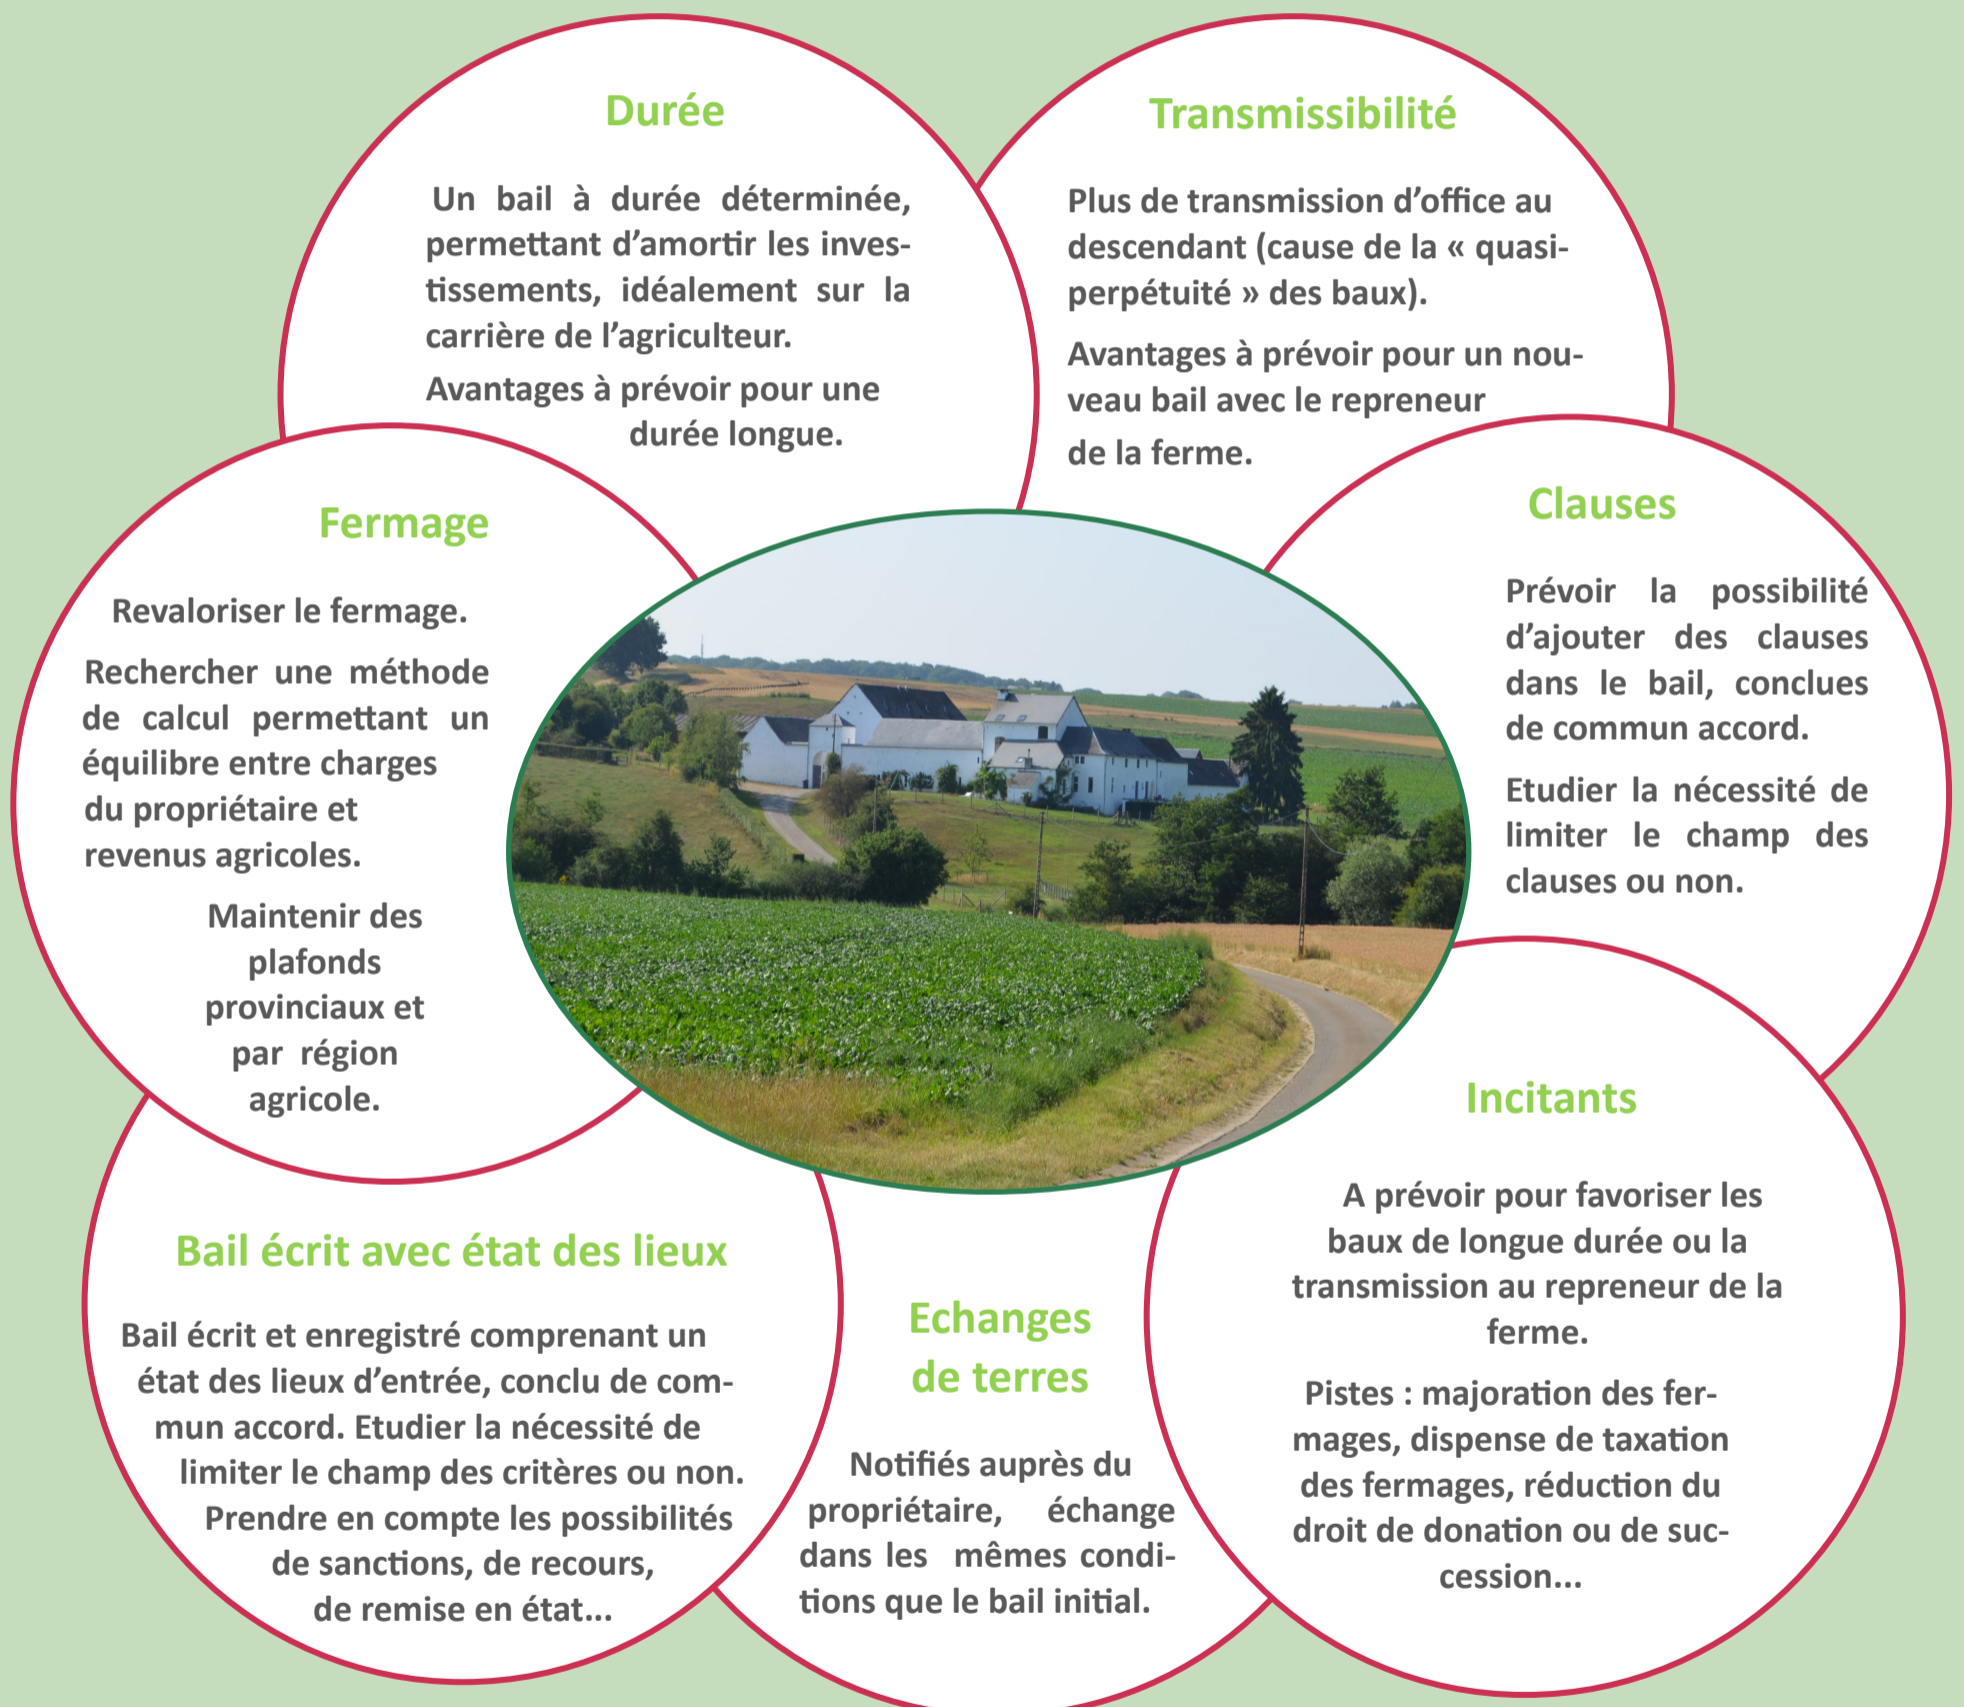 Durée
Un bail à durée déterminée,
permettant d’amortir les inves-
tissements, idéalement sur la
carrière de l’agriculteur.
Avantages à prévoir pour une
durée longue.
Transmissibilité
Plus de transmission d’office au
descendant (cause de la « quasi-
perpétuité » des baux).
Avantages à prévoir pour un nou-
veau bail avec le repreneur
de la ferme.
Fermage
Revaloriser le fermage.
Rechercher une méthode
de calcul permettant un
équilibre entre charges
du propriétaire et
revenus agricoles.
Maintenir des
plafonds
provinciaux et
par région
agricole.
Clauses
Prévoir la possibilité
d’ajouter des clauses
dans le bail, conclues
de commun accord.
Etudier la nécessité de
limiter le champ des
clauses ou non.
Bail écrit avec état des lieux
Bail écrit et enregistré comprenant un
état des lieux d’entrée, conclu de com-
mun accord. Etudier la nécessité de
limiter le champ des critères ou non.
Prendre en compte les possibilités
de sanctions, de recours,
de remise en état...
Echanges
de terres
Notifiés auprès du
propriétaire, échange
dans les mêmes condi-
tions que le bail initial.
Incitants
A prévoir pour favoriser les
baux de longue durée ou la
transmission au repreneur de la
ferme.
Pistes : majoration des fer-
mages, dispense de taxation
des fermages, réduction du
droit de donation ou de suc-
cession...